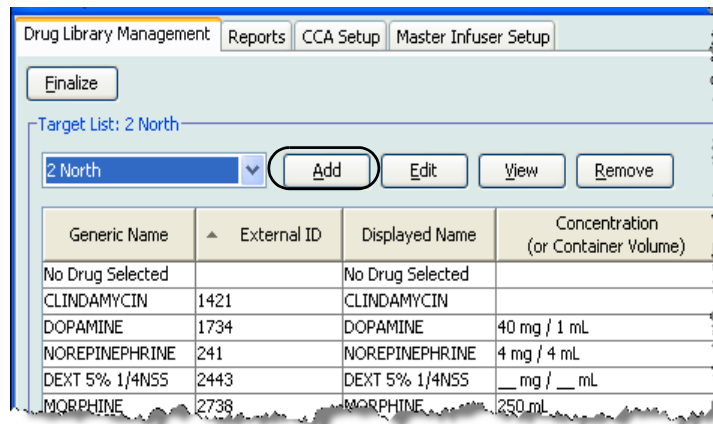 Drug Library Management Reports CCA Setup Master Infuser Setup
Finalize
Target List: 2 North
2 North Add Edit View Remove
Generic Name External ID Displayed Name Concentration
(or Container Volume)
No Drug Selected No Drug Selected
CLINDAMYCIN 1421 CLINDAMYCIN
DOPAMINE 1734 DOPAMINE 40 mg / 1 mL
NOREPINEPHRINE 241 NOREPINEPHRINE 4 mg / 4 mL
DEXT 5% 1/4NSS 2443 DEXT 5% 1/4NSS __ mg / __ mL
MORPHINE 2738 MORPHINE 250 mL